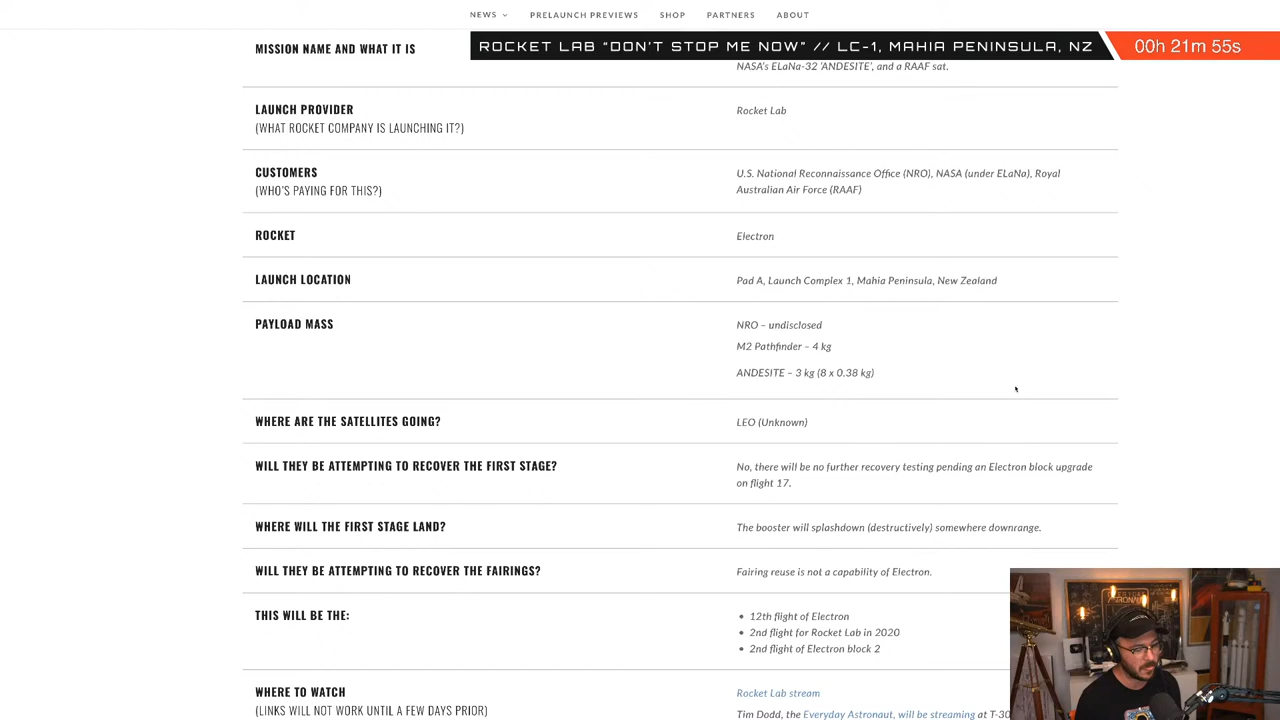 NEWS PRELAUNCH PREVIEWS SHOP PARTNERS ABOUT
ROCKET LAB “DON’T STOP ME NOW” // LC-1, MAHIA PENINSULA, NZ 00h 21m 55s
MISSION NAME AND WHAT IT IS
NASA’s ELaNa-32 ‘ANDESITE’, and a RAAF sat.
LAUNCH PROVIDER
(WHAT ROCKET COMPANY IS LAUNCHING IT?)
Rocket Lab
CUSTOMERS
(WHO’S PAYING FOR THIS?)
U.S. National Reconnaissance Office (NRO), NASA (under ELaNa), Royal
Australian Air Force (RAAF)
ROCKET
Electron
LAUNCH LOCATION
Pad A, Launch Complex 1, Mahia Peninsula, New Zealand
PAYLOAD MASS
NRO – undisclosed
M2 Pathfinder – 4 kg
ANDESITE – 3 kg (8 x 0.38 kg)
WHERE ARE THE SATELLITES GOING?
LEO (Unknown)
WILL THEY BE ATTEMPTING TO RECOVER THE FIRST STAGE?
No, there will be no further recovery testing pending an Electron block upgrade
on flight 17.
WHERE WILL THE FIRST STAGE LAND?
The booster will splashdown (destructively) somewhere downrange.
WILL THEY BE ATTEMPTING TO RECOVER THE FAIRINGS?
Fairing reuse is not a capability of Electron.
THIS WILL BE THE:
• 12th flight of Electron
• 2nd flight for Rocket Lab in 2020
• 2nd flight of Electron block 2
WHERE TO WATCH
(LINKS WILL NOT WORK UNTIL A FEW DAYS PRIOR)
Rocket Lab stream
Tim Dodd, the Everyday Astronaut, will be streaming at T-30